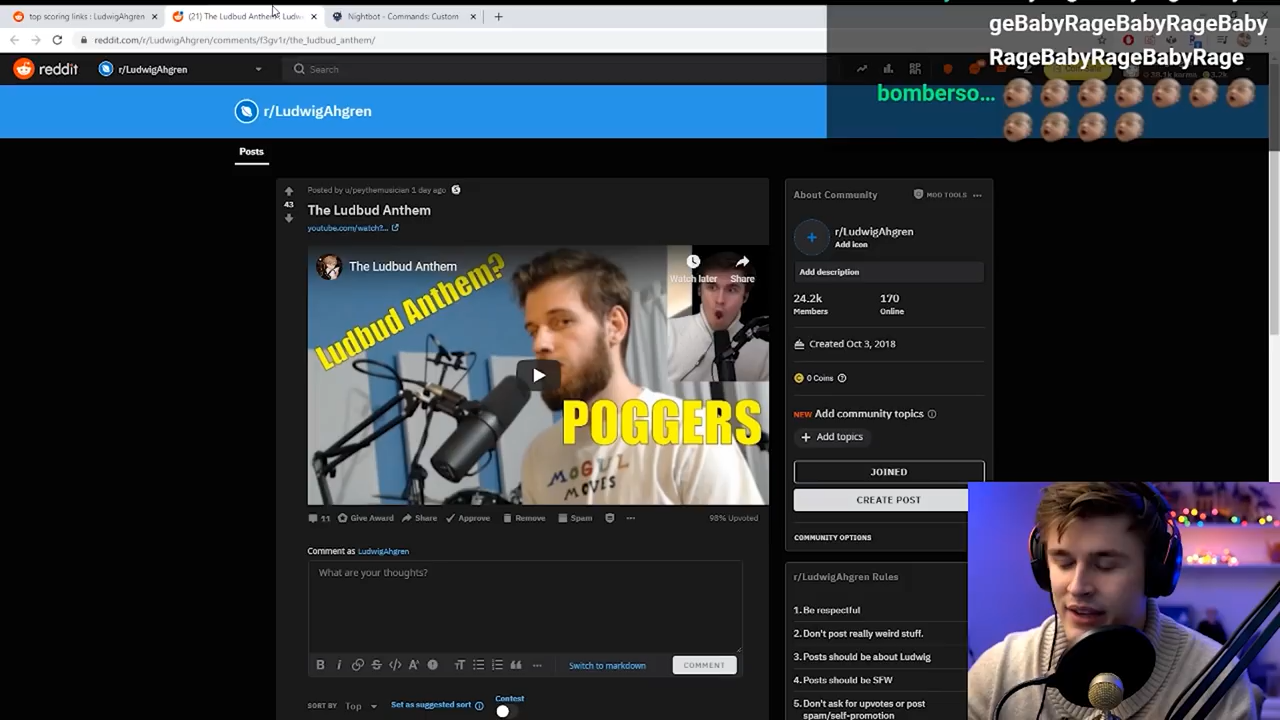 top scoring links : LudwigAhgren
(21) The Ludbud Anthem : Ludw
Nightbot - Commands: Custom
reddit.com/r/LudwigAhgren/comments/f3gv1r/the_ludbud_anthem/
geBabyRageBabyRageBaby
RageBabyRageBabyRage
bomberso...
reddit
r/LudwigAhgren
Search
r/LudwigAhgren
Posts
Posted by u/peythemusician 1 day ago
43
The Ludbud Anthem
youtube.com/watch?...
The Ludbud Anthem
Watch later
Share
Ludbud Anthem?
POGGERS
MOGUL
MOVES
11
Give Award
Share
Approve
Remove
Spam
98% Upvoted
Comment as LudwigAhgren
What are your thoughts?
Switch to markdown
COMMENT
SORT BY Top
Set as suggested sort
Contest
About Community
MOD TOOLS
r/LudwigAhgren
Add icon
Add description
24.2k
170
Members
Online
Created Oct 3, 2018
0 Coins
NEW Add community topics
Add topics
JOINED
CREATE POST
COMMUNITY OPTIONS
r/LudwigAhgren Rules
1. Be respectful
2. Don't post really weird stuff.
3. Posts should be about Ludwig
4. Posts should be SFW
5. Don't ask for upvotes or post
spam/self-promotion